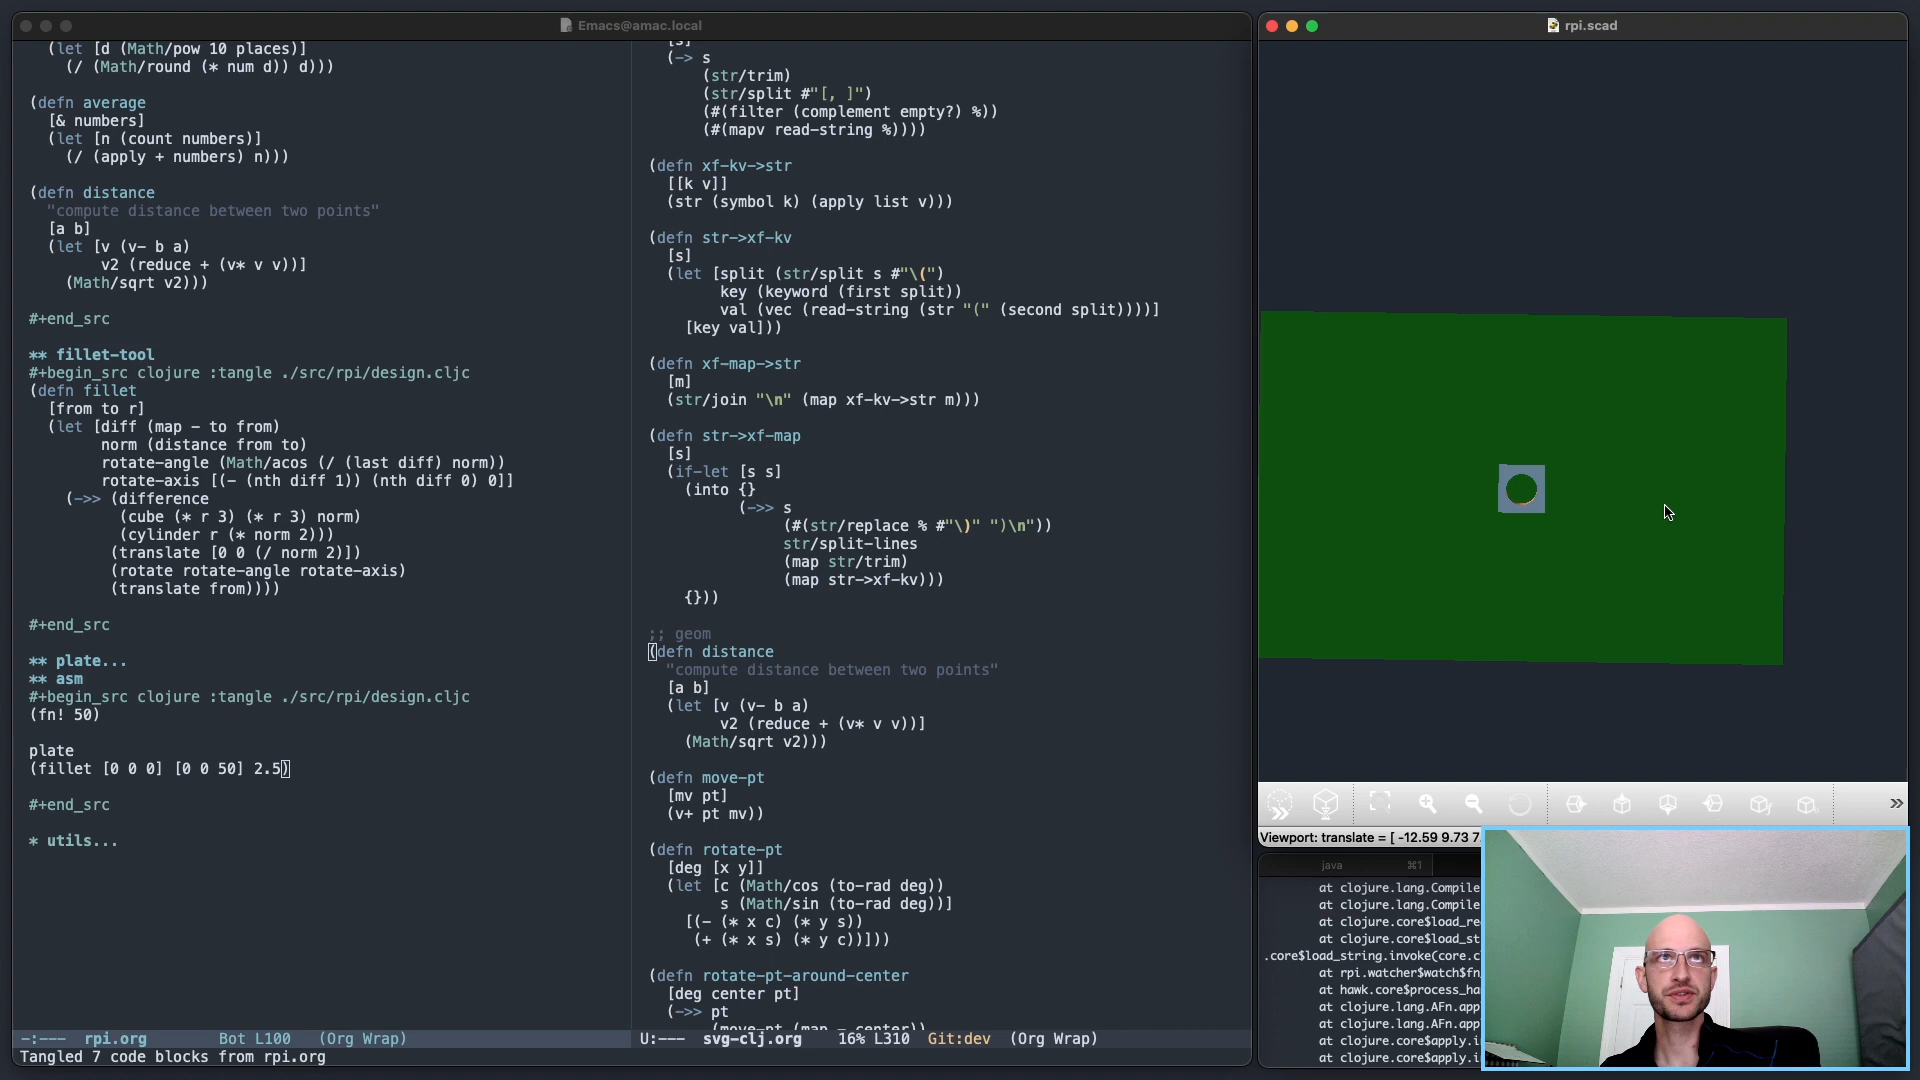 Emacs@amac.local
(let [d (Math/pow 10 places)]
(/ (Math/round (* num d)) d)))
(defn average
[& numbers]
(let [n (count numbers)]
(/ (apply + numbers) n)))
(defn distance
"compute distance between two points"
[a b]
(let [v (v- b a)
v2 (reduce + (v* v v))]
(Math/sqrt v2)))
#+end_src
** fillet-tool
#+begin_src clojure :tangle ./src/rpi/design.cljc
(defn fillet
[from to r]
(let [diff (map - to from)
norm (distance from to)
rotate-angle (Math/acos (/ (last diff) norm))
rotate-axis [(- (nth diff 1)) (nth diff 0) 0]]
(->> (difference
(cube (* r 3) (* r 3) norm)
(cylinder r (* norm 2)))
(translate [0 0 (/ norm 2)])
(rotate rotate-angle rotate-axis)
(translate from))))
#+end_src
** plate...
** asm
#+begin_src clojure :tangle ./src/rpi/design.cljc
(fn! 50)
plate
(fillet [0 0 0] [0 0 50] 2.5)
#+end_src
* utils...
-:--- rpi.org Bot L100 (Org Wrap)
Tangled 7 code blocks from rpi.org
[s]
(-> s
(str/trim)
(str/split #"[, ]")
(#(filter (complement empty?) %))
(#(mapv read-string %))))
(defn xf-kv->str
[[k v]]
(str (symbol k) (apply list v)))
(defn str->xf-kv
[s]
(let [split (str/split s #"\(")
key (keyword (first split))
val (vec (read-string (str "(" (second split))))]
[key val]))
(defn xf-map->str
[m]
(str/join "\n" (map xf-kv->str m)))
(defn str->xf-map
[s]
(if-let [s s]
(into {}
(->> s
(#(str/replace % #"\)" ")\n"))
str/split-lines
(map str/trim)
(map str->xf-kv)))
{}))
;; geom
(defn distance
"compute distance between two points"
[a b]
(let [v (v- b a)
v2 (reduce + (v* v v))]
(Math/sqrt v2)))
(defn move-pt
[mv pt]
(v+ pt mv))
(defn rotate-pt
[deg [x y]]
(let [c (Math/cos (to-rad deg))
s (Math/sin (to-rad deg))]
[(- (* x c) (* y s))
(+ (* x s) (* y c))]))
(defn rotate-pt-around-center
[deg center pt]
(->> pt
(move-pt (map - center))
U:--- svg-clj.org 16% L310 Git:dev (Org Wrap)
rpi.scad
Viewport: translate = [ -12.59 9.73 7
java ⌘1
at clojure.lang.Compile
at clojure.lang.Compile
at clojure.core$load_re
at clojure.core$load_st
.core$load_string.invoke(core.c
at rpi.watcher$watch$fn
at hawk.core$process_ha
at clojure.lang.AFn.app
at clojure.lang.AFn.app
at clojure.core$apply.i
at clojure.core$apply.i